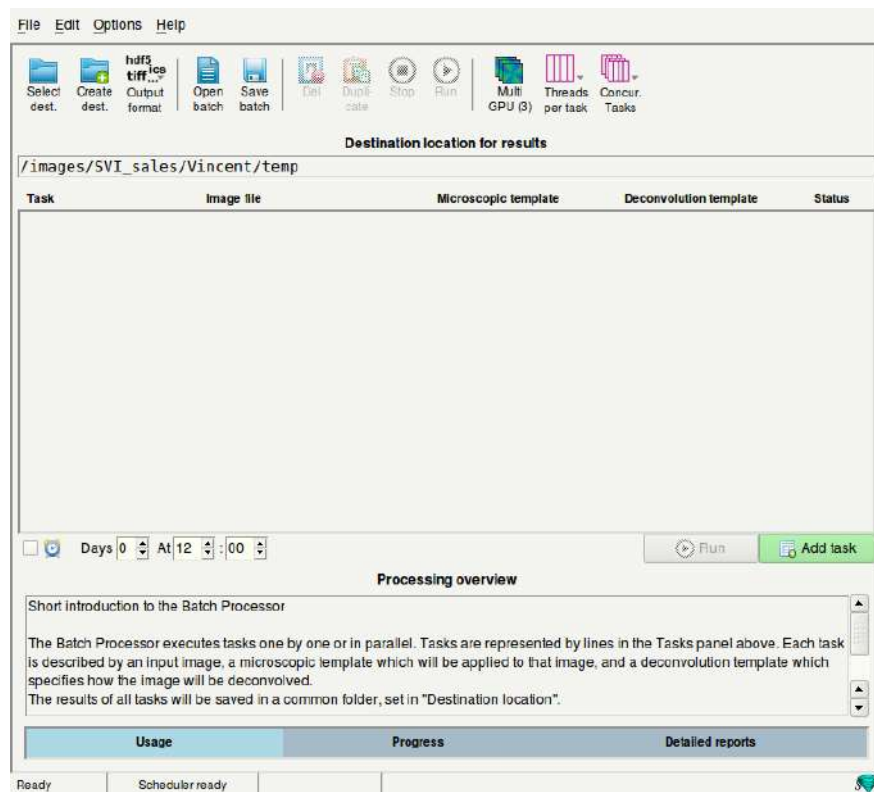 File Edit Options Help
hdf5
tiff ics
...
Select Create Output Open Save Del Dupli- Stop Run Multi Threads Concur.
dest. dest. format batch batch cate GPU (3) per task Tasks
Destination location for results
/images/SVI_sales/Vincent/temp
Task Image file Microscopic template Deconvolution template Status
Days 0 At 12 : 00 Run Add task
Processing overview
Short introduction to the Batch Processor
The Batch Processor executes tasks one by one or in parallel. Tasks are represented by lines in the Tasks panel above. Each task
is described by an input image, a microscopic template which will be applied to that image, and a deconvolution template which
specifies how the image will be deconvolved.
The results of all tasks will be saved in a common folder, set in "Destination location".
Usage Progress Detailed reports
Ready Scheduler ready